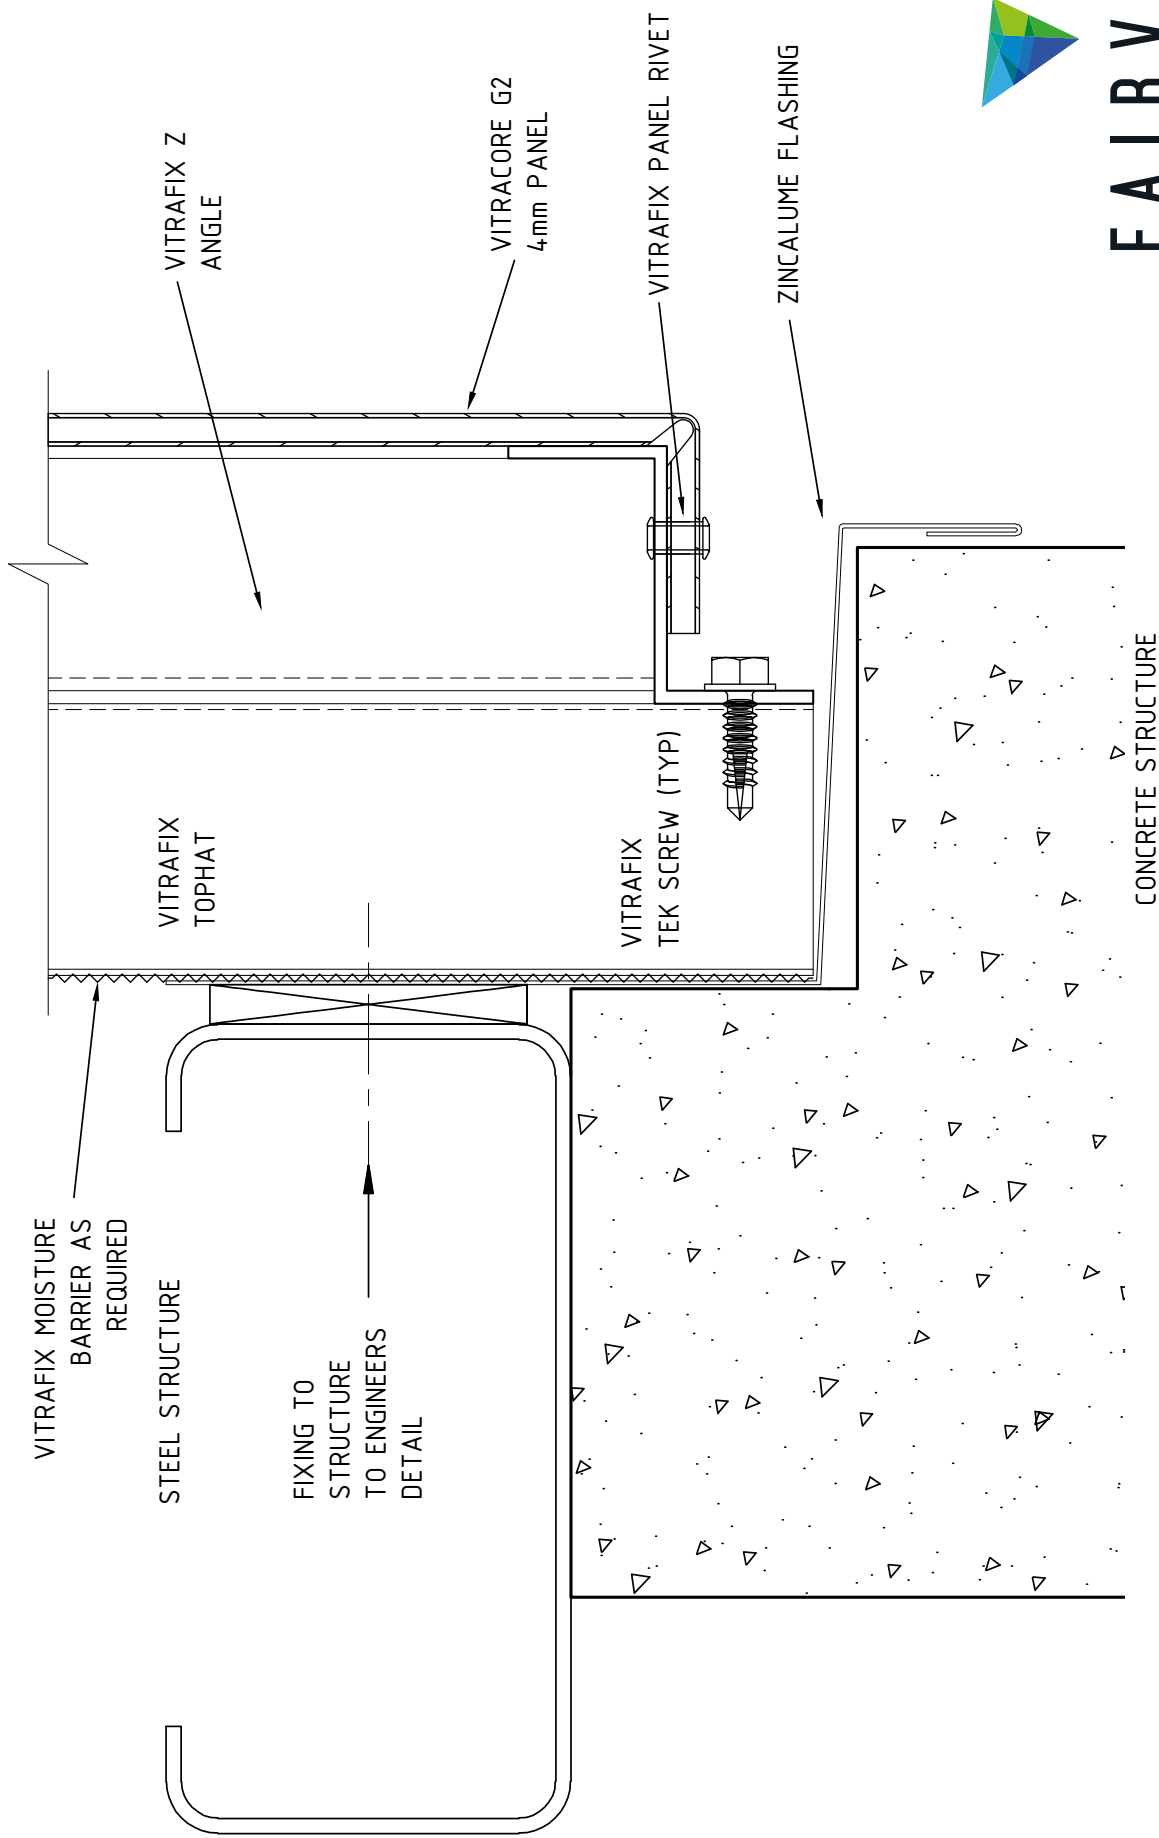 VITRAFIX MOISTURE
BARRIER AS
REQUIRED
STEEL STRUCTURE
FIXING TO
STRUCTURE
TO ENGINEERS
DETAIL
VITRAFIX
TOPHAT
VITRAFIX
TEK SCREW (TYP)
VITRAFIX Z
ANGLE
VITRACORE G2
4mm PANEL
VITRAFIX PANEL RIVET
ZINCALUME FLASHING
CONCRETE STRUCTURE
FAIRV